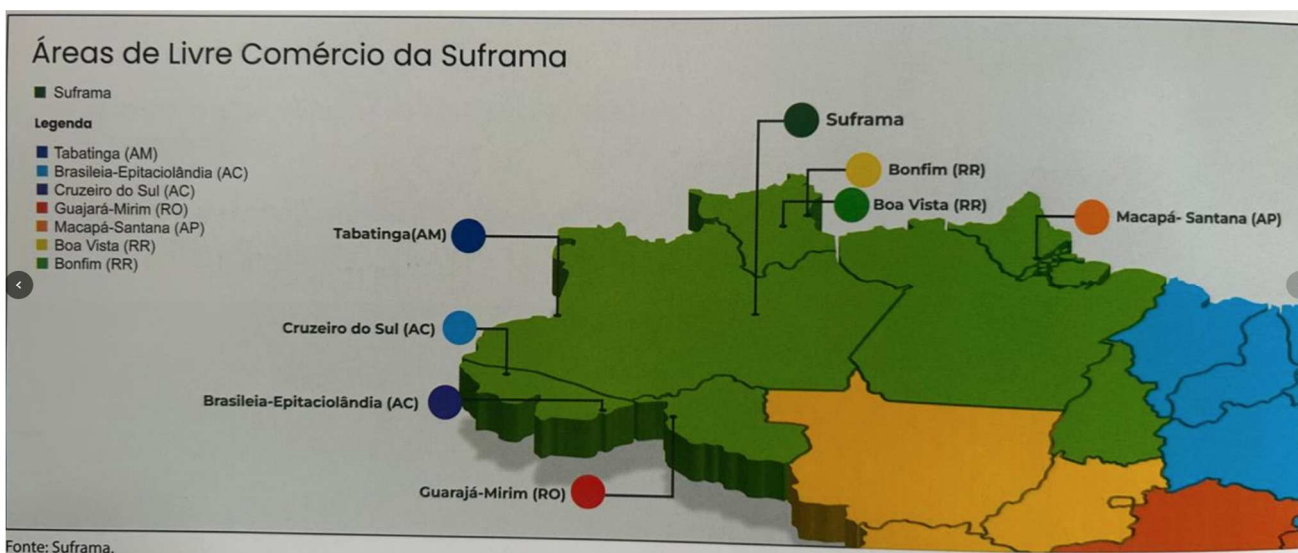 Áreas de Livre Comércio da Suframa
Suframa
Legenda
Tabatinga (AM)
Brasileia-Epitaciolândia (AC)
Cruzeiro do Sul (AC)
Guajará-Mirim (RO)
Macapá-Santana (AP)
Boa Vista (RR)
Bonfim (RR)
Suframa
Bonfim (RR)
Boa Vista (RR)
Macapá- Santana (AP)
Tabatinga(AM)
Cruzeiro do Sul (AC)
Brasileia-Epitaciolândia (AC)
Guarajá-Mirim (RO)
Fonte: Suframa.